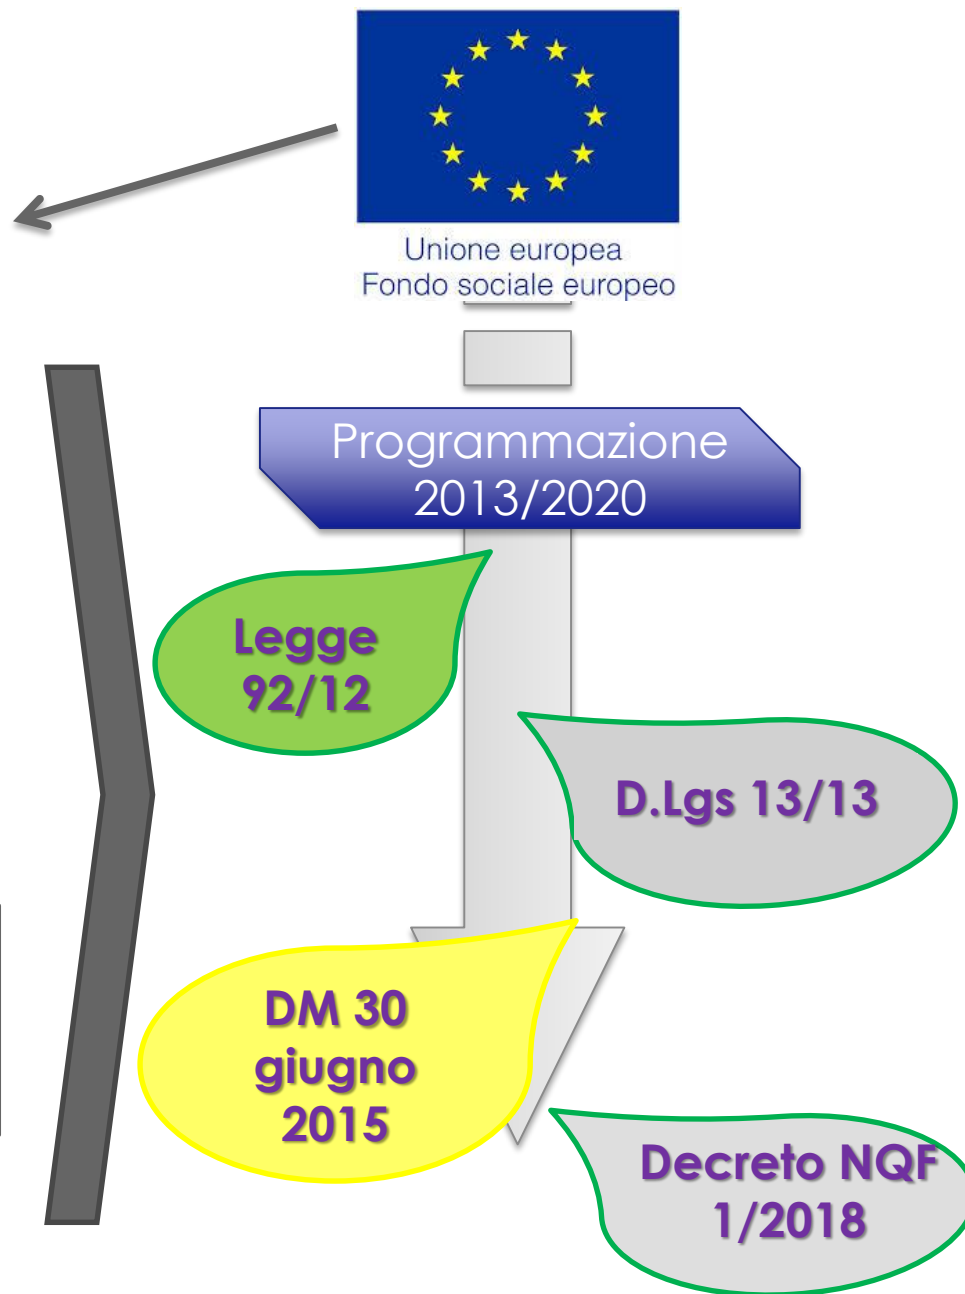 Unione europea
Fondo sociale europeo
Programmazione
2013/2020
Legge
92/12
D.Lgs 13/13
DM 30
giugno
2015
Decreto NQF
1/2018